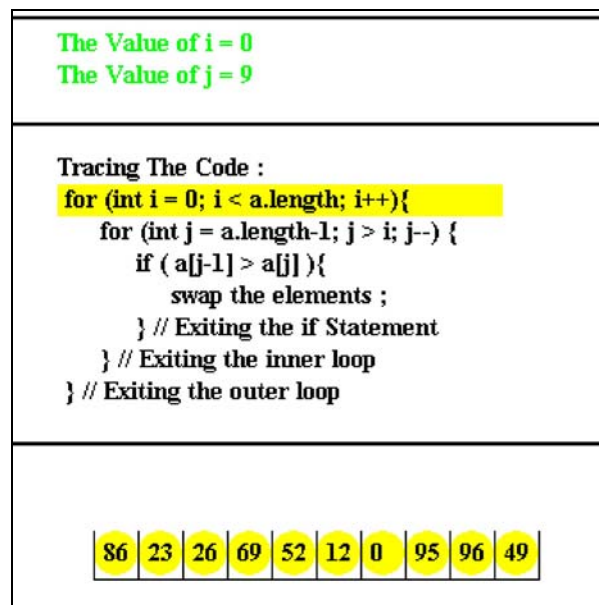 The Value of i = 0
The Value of j = 9
Tracing The Code :
for (int i = 0; i < a.length; i++){
for (int j = a.length-1; j > i; j--) {
if ( a[j-1] > a[j] ){
swap the elements ;
} // Exiting the if Statement
} // Exiting the inner loop
} // Exiting the outer loop
86 23 26 69 52 12 0 95 96 49